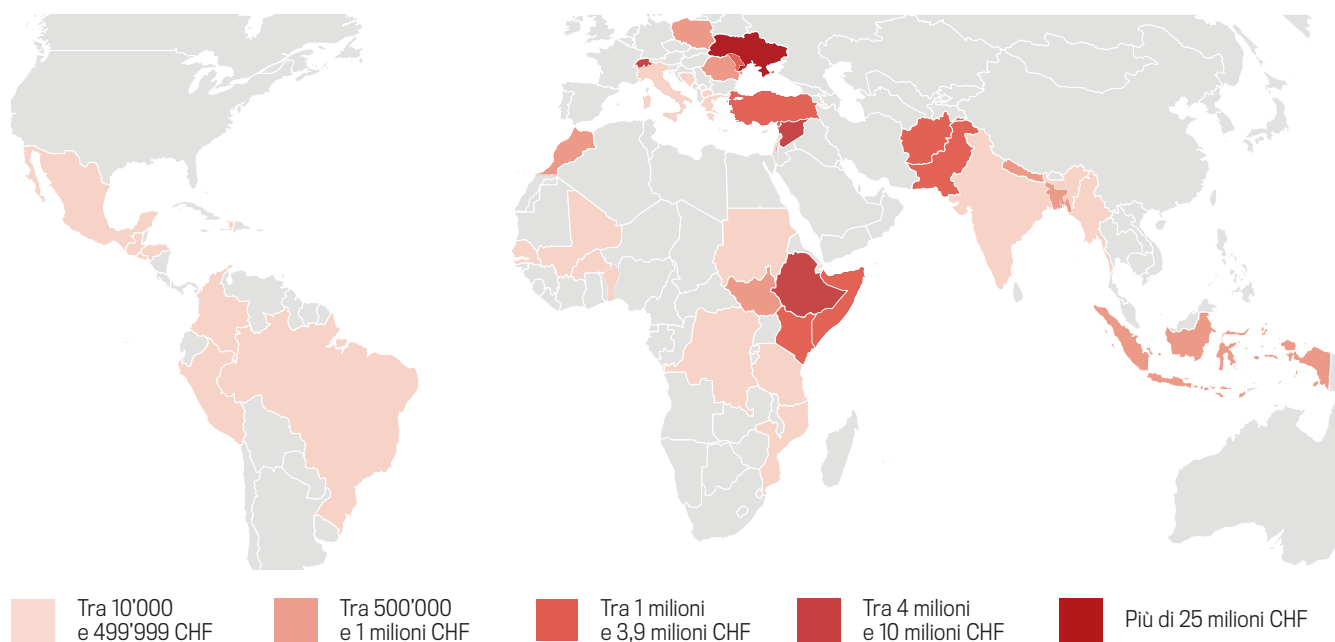 Tra 10’000
e 499’999 CHF
Tra 500’000
e 1 milioni CHF
Tra 1 milioni
e 3,9 milioni CHF
Tra 4 milioni
e 10 milioni CHF
Più di 25 milioni CHF